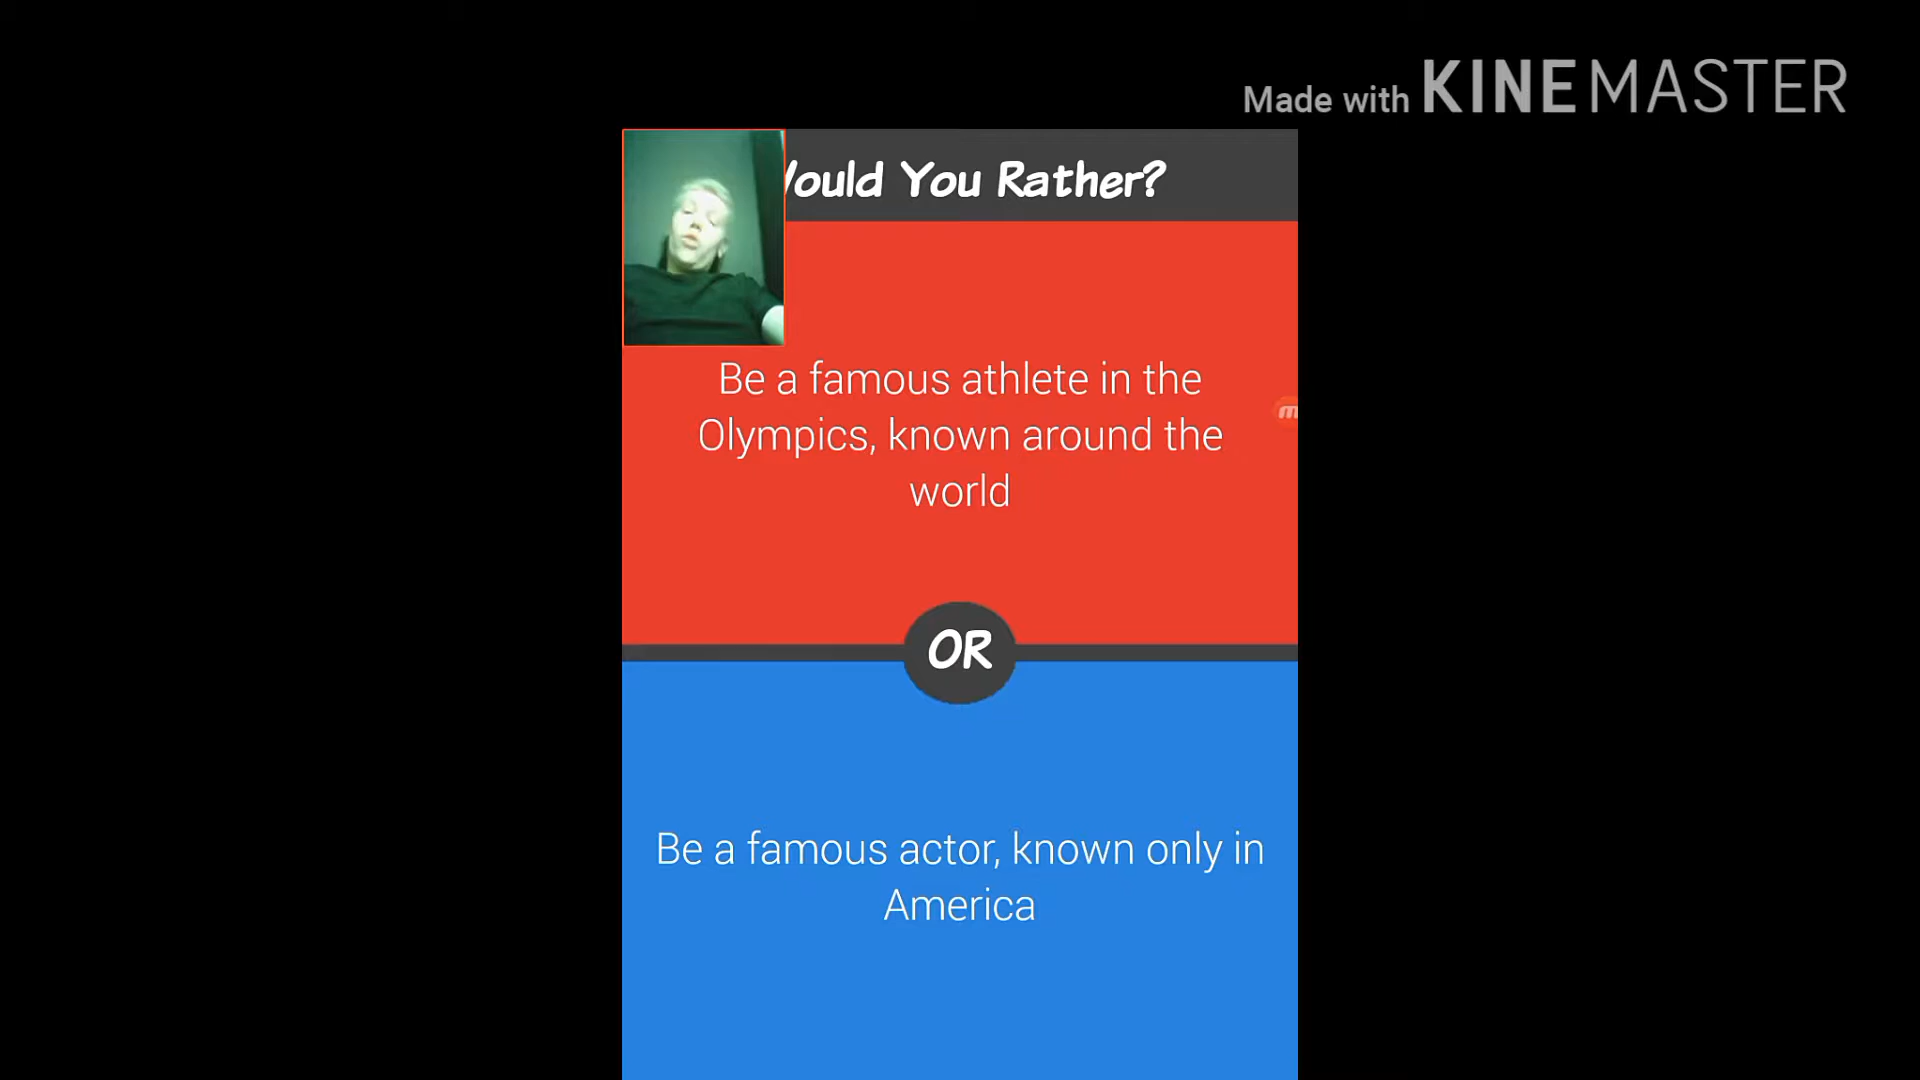 Made with KINEMASTER
Would You Rather?
Be a famous athlete in the
Olympics, known around the
world
OR
Be a famous actor, known only in
America